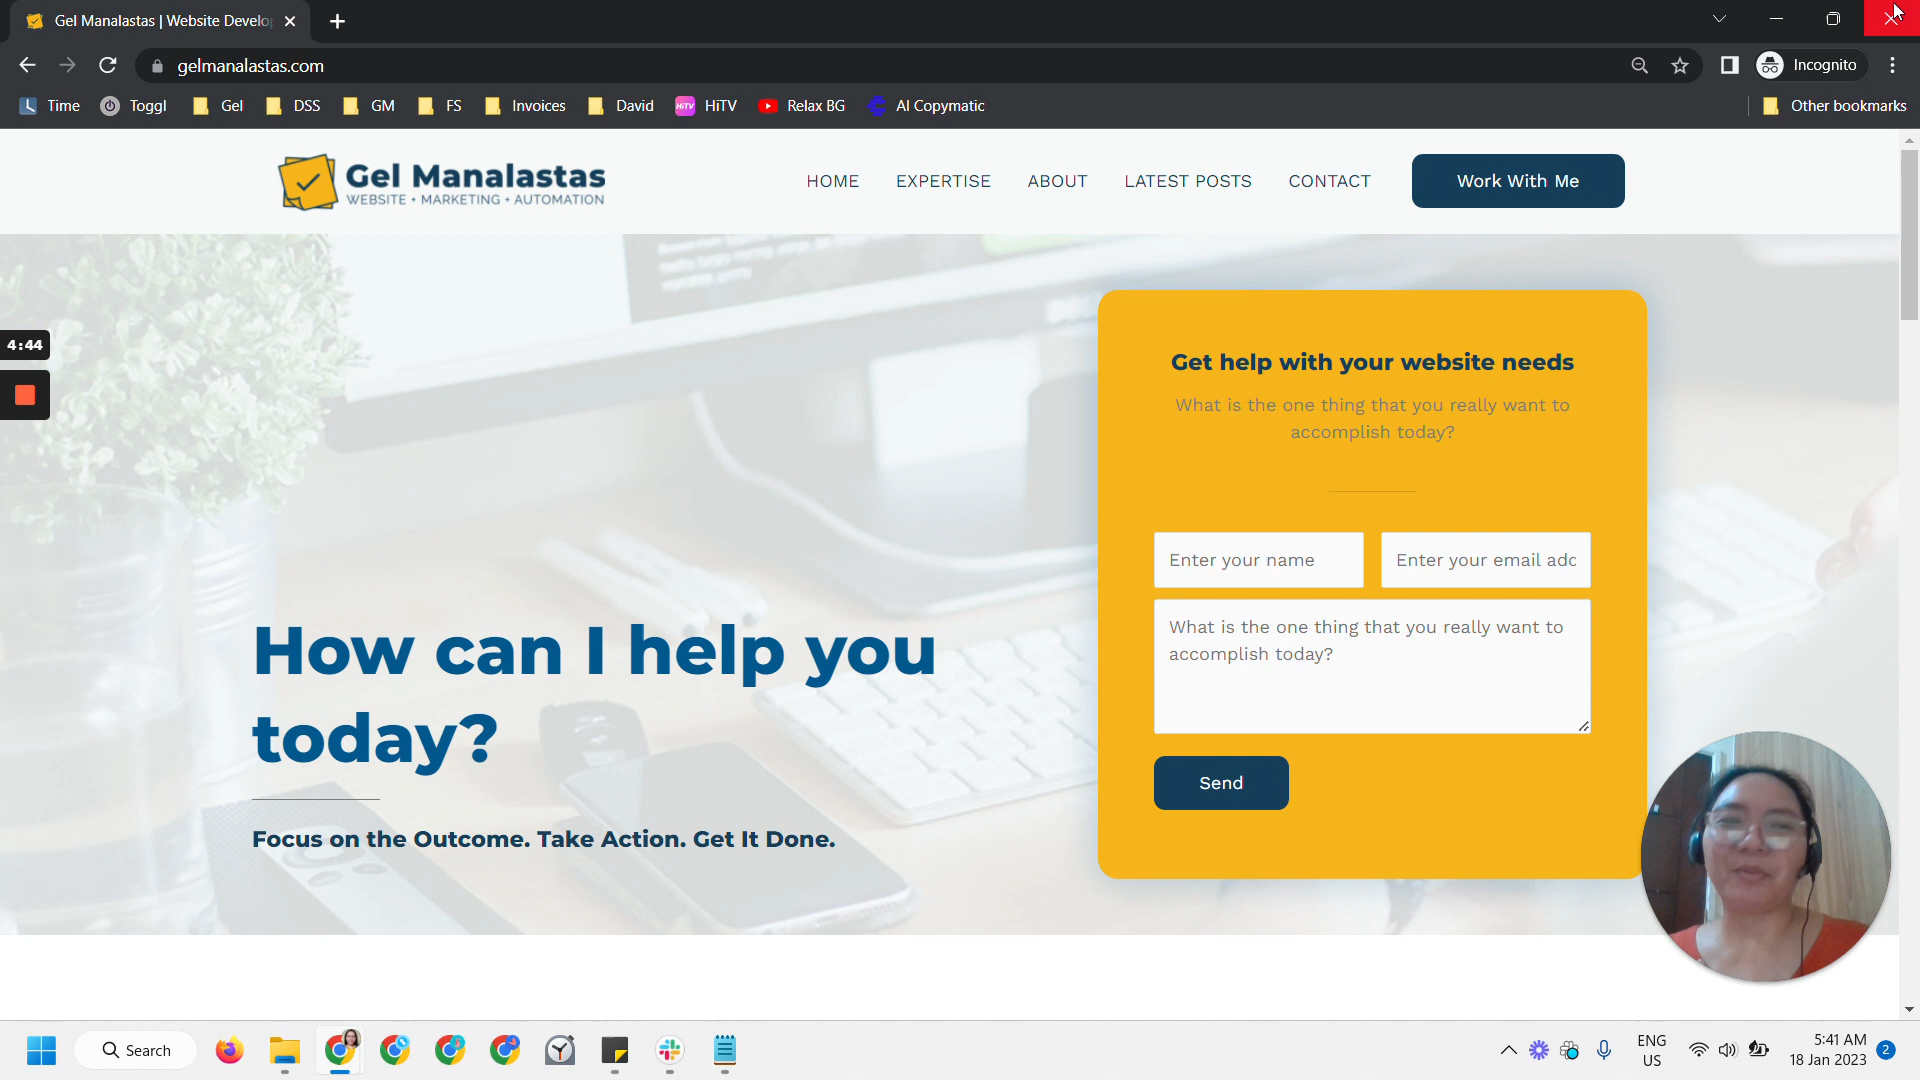 Gel Manalastas | Website Develo
gelmanalastas.com
Incognito
Time
Toggl
Gel
DSS
GM
FS
Invoices
David
HiTV
HiTV
Relax BG
AI Copymatic
Other bookmarks
Gel Manalastas
WEBSITE • MARKETING • AUTOMATION
HOME
EXPERTISE
ABOUT
LATEST POSTS
CONTACT
Work With Me
4:44
Get help with your website needs
What is the one thing that you really want to
accomplish today?
Enter your name
Enter your email adc
What is the one thing that you really want to
accomplish today?
Send
How can I help you
today?
Focus on the Outcome. Take Action. Get It Done.
Search
ENG
US
5:41 AM
18 Jan 2023
2